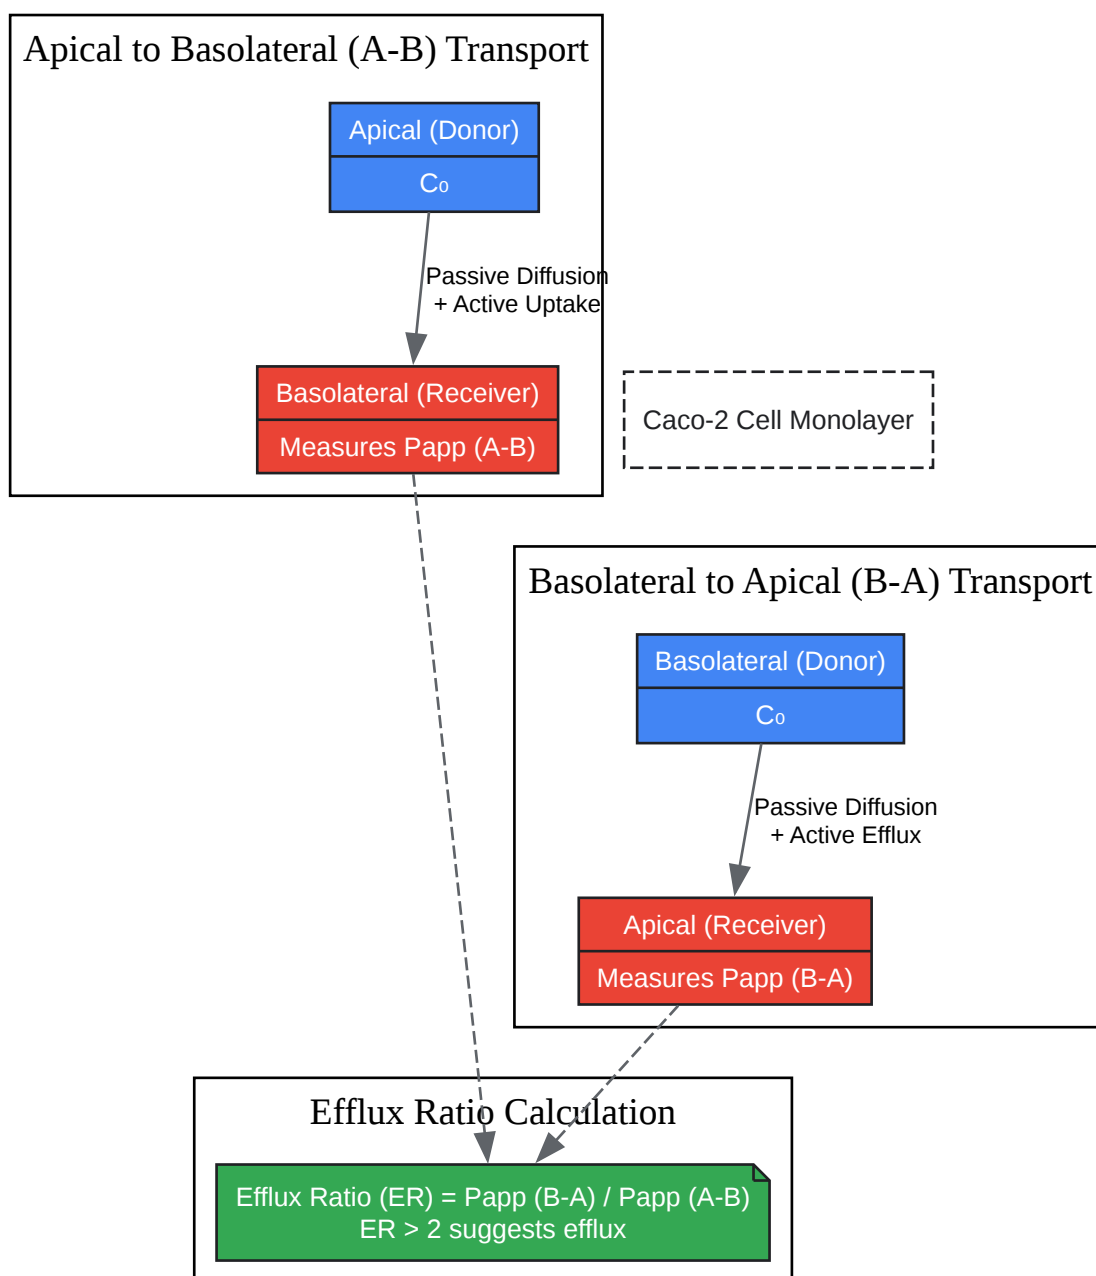 Apical to Basolateral (A-B) Transport
Apical (Donor)
C₀
Passive Diffusion
+ Active Uptake
Basolateral (Receiver)
Measures Papp (A-B)
Caco-2 Cell Monolayer
Basolateral to Apical (B-A) Transport
Basolateral (Donor)
C₀
Passive Diffusion
+ Active Efflux
Apical (Receiver)
Measures Papp (B-A)
Efflux Ratio Calculation
Efflux Ratio (ER) = Papp (B-A) / Papp (A-B)
ER > 2 suggests efflux